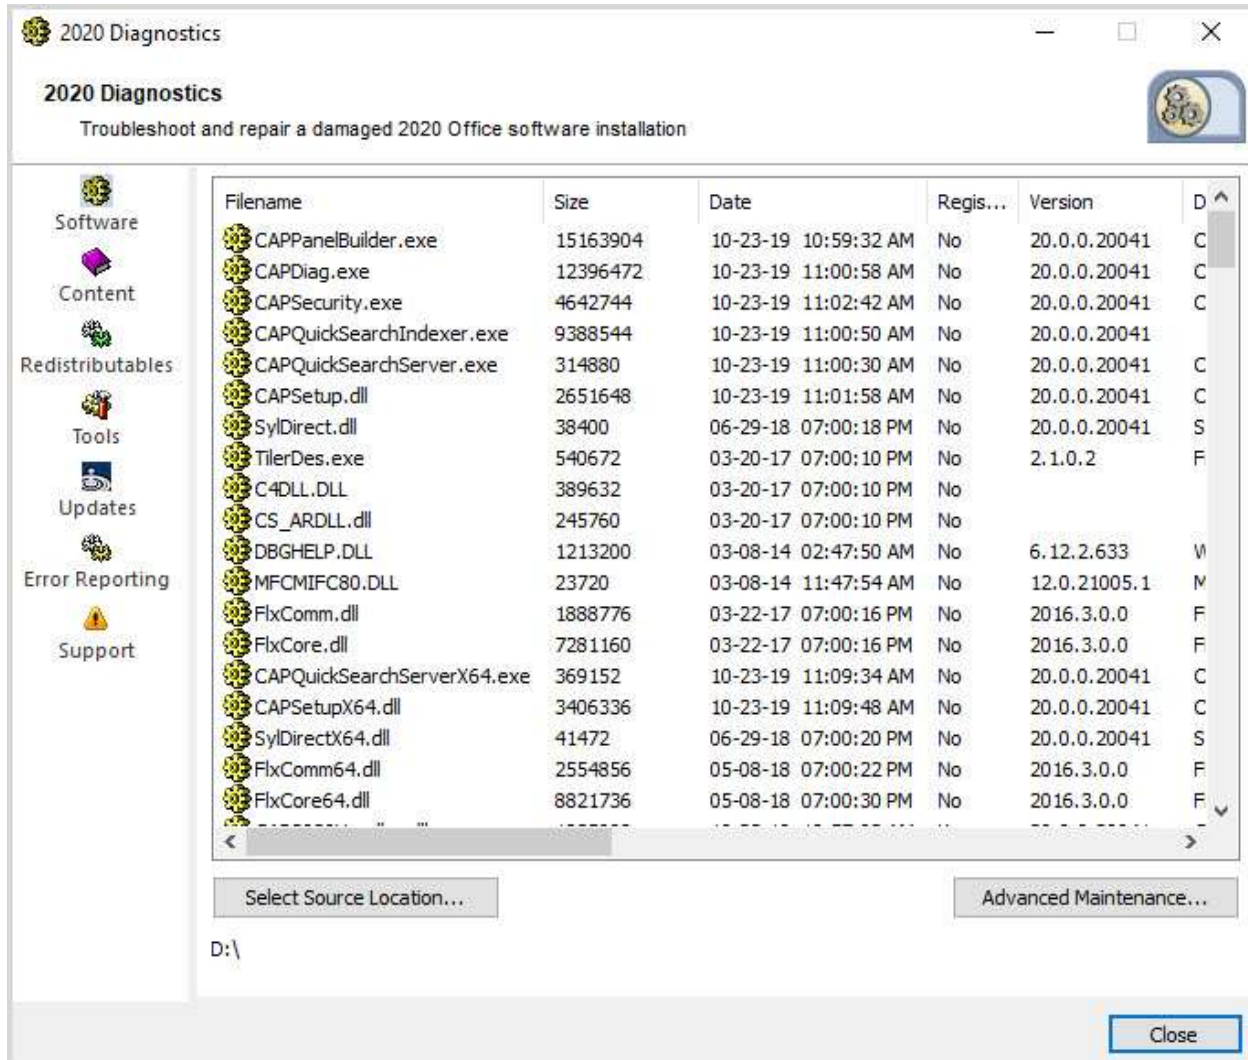 2020 Diagnostics
2020 Diagnostics
Troubleshoot and repair a damaged 2020 Office software installation
Software
Content
Redistributables
Tools
Updates
Error Reporting
Support
Filename Size Date Regis... Version D
CAPPanelBuilder.exe 15163904 10-23-19 10:59:32 AM No 20.0.0.20041 C
CAPDiag.exe 12396472 10-23-19 11:00:58 AM No 20.0.0.20041 C
CAPSecurity.exe 4642744 10-23-19 11:02:42 AM No 20.0.0.20041 C
CAPQuickSearchIndexer.exe 9388544 10-23-19 11:00:50 AM No 20.0.0.20041
CAPQuickSearchServer.exe 314880 10-23-19 11:00:30 AM No 20.0.0.20041 C
CAPSetup.dll 2651648 10-23-19 11:01:58 AM No 20.0.0.20041 C
SylDirect.dll 38400 06-29-18 07:00:18 PM No 20.0.0.20041 S
TilerDes.exe 540672 03-20-17 07:00:10 PM No 2.1.0.2 F
C4DLL.DLL 389632 03-20-17 07:00:10 PM No
CS_ARDLL.dll 245760 03-20-17 07:00:10 PM No
DBGHELP.DLL 1213200 03-08-14 02:47:50 AM No 6.12.2.633 W
MFCMIFC80.DLL 23720 03-08-14 11:47:54 AM No 12.0.21005.1 M
FlxComm.dll 1888776 03-22-17 07:00:16 PM No 2016.3.0.0 F
FlxCore.dll 7281160 03-22-17 07:00:16 PM No 2016.3.0.0 F
CAPQuickSearchServerX64.exe 369152 10-23-19 11:09:34 AM No 20.0.0.20041 C
CAPSetupX64.dll 3406336 10-23-19 11:09:48 AM No 20.0.0.20041 C
SylDirectX64.dll 41472 06-29-18 07:00:20 PM No 20.0.0.20041 S
FlxComm64.dll 2554856 05-08-18 07:00:22 PM No 2016.3.0.0 F
FlxCore64.dll 8821736 05-08-18 07:00:30 PM No 2016.3.0.0 F
Select Source Location... Advanced Maintenance...
D:\
Close